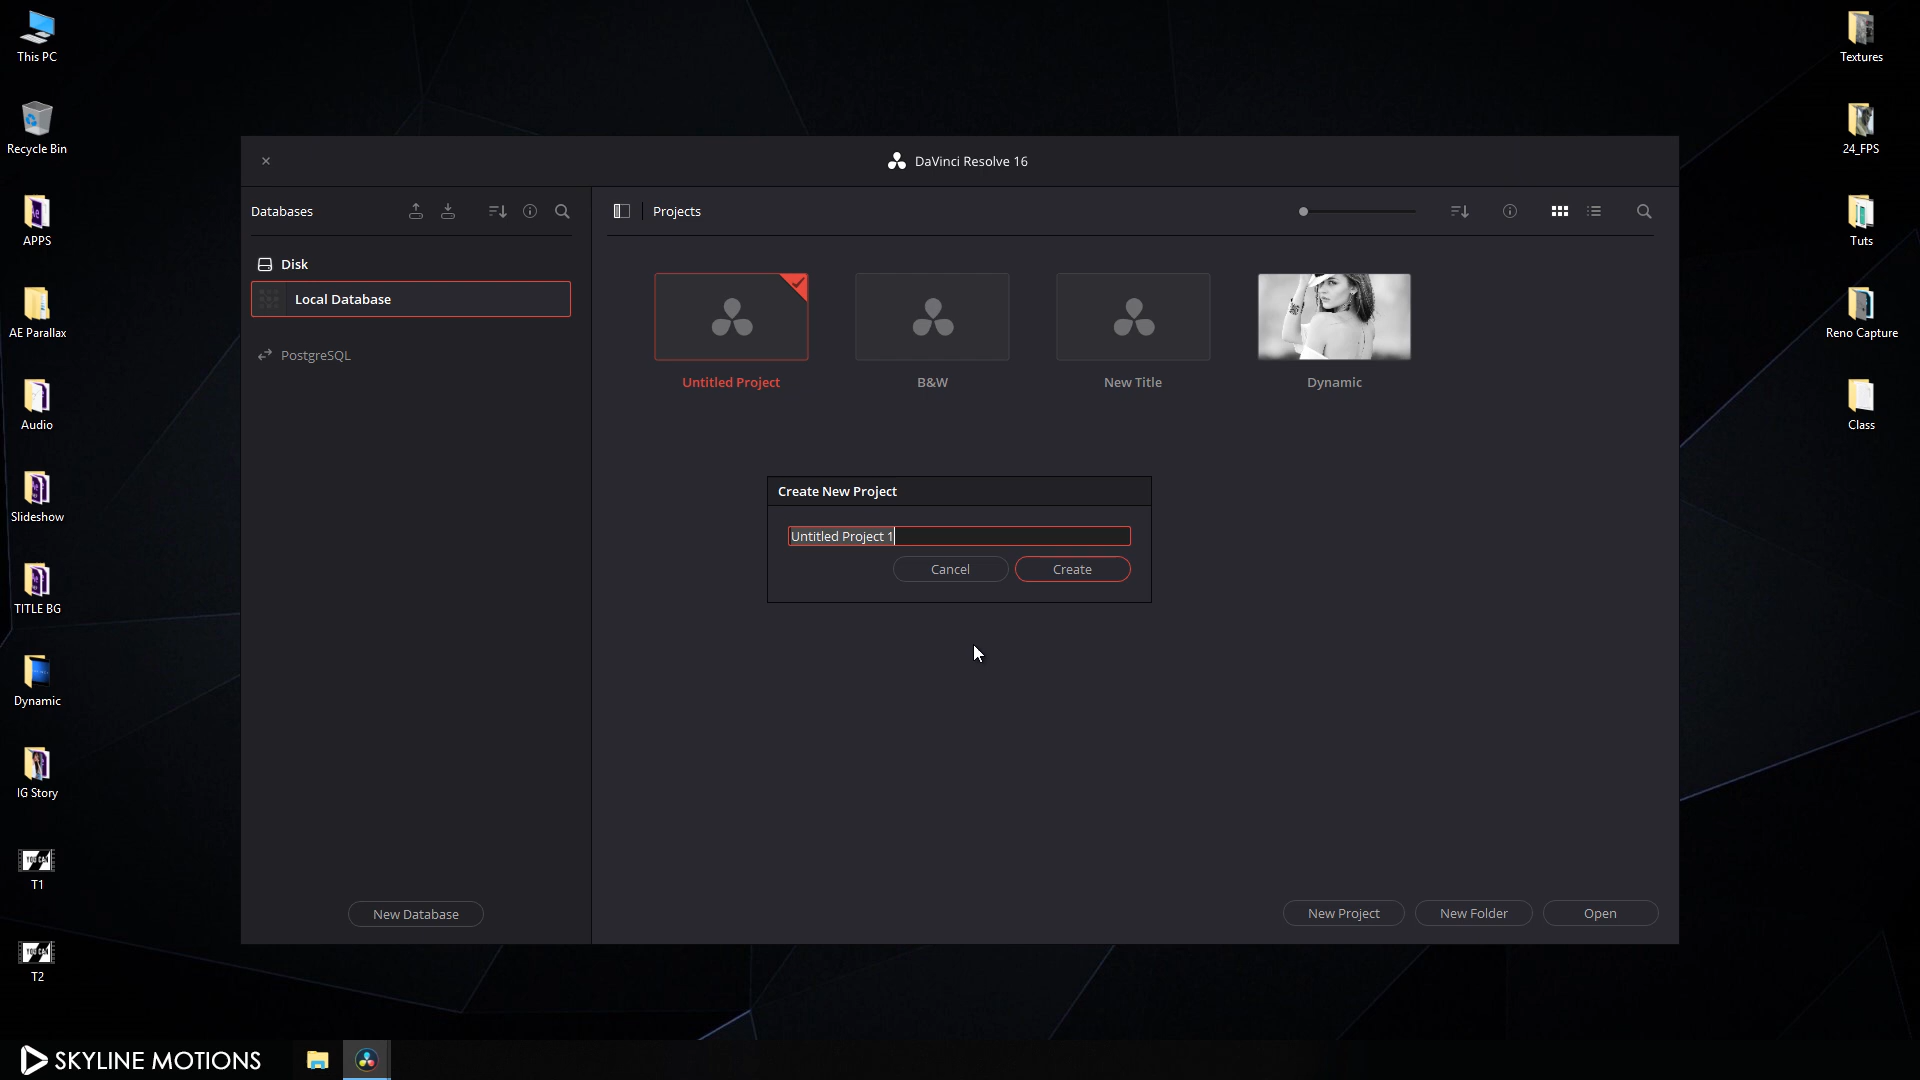 This PC
Recycle Bin
APPS
AE Parallax
Audio
Slideshow
TITLE BG
Dynamic
IG Story
T1
T2
DaVinci Resolve 16
Databases
Disk
Local Database
PostgreSQL
New Database
Projects
Untitled Project
B&W
New Title
Dynamic
Create New Project
Untitled Project 1
Cancel
Create
New Project
New Folder
Open
Textures
24_FPS
Tuts
Reno Capture
Class
SKYLINE MOTIONS